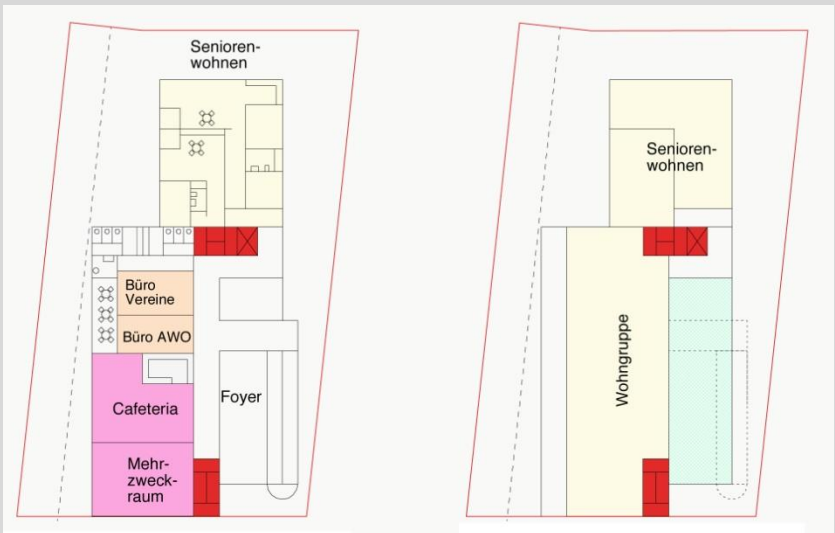 Senioren-
wohnen
Büro
Vereine
Büro AWO
Cafeteria
Foyer
Mehr-
zweck-
raum
Senioren-
wohnen
Wohngruppe